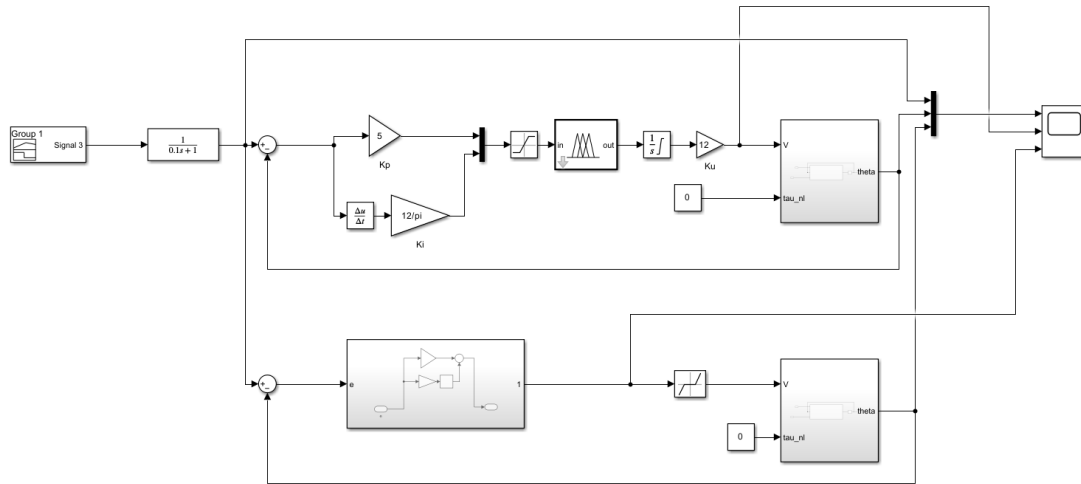 Group 1
Signal 3
1
0.1s + 1
+
−
5
Kp
Δu
Δt
12/pi
Ki
in
out
1
s
12
Ku
0
V
tau_nl
theta
+
−
e
1
0
V
tau_nl
theta